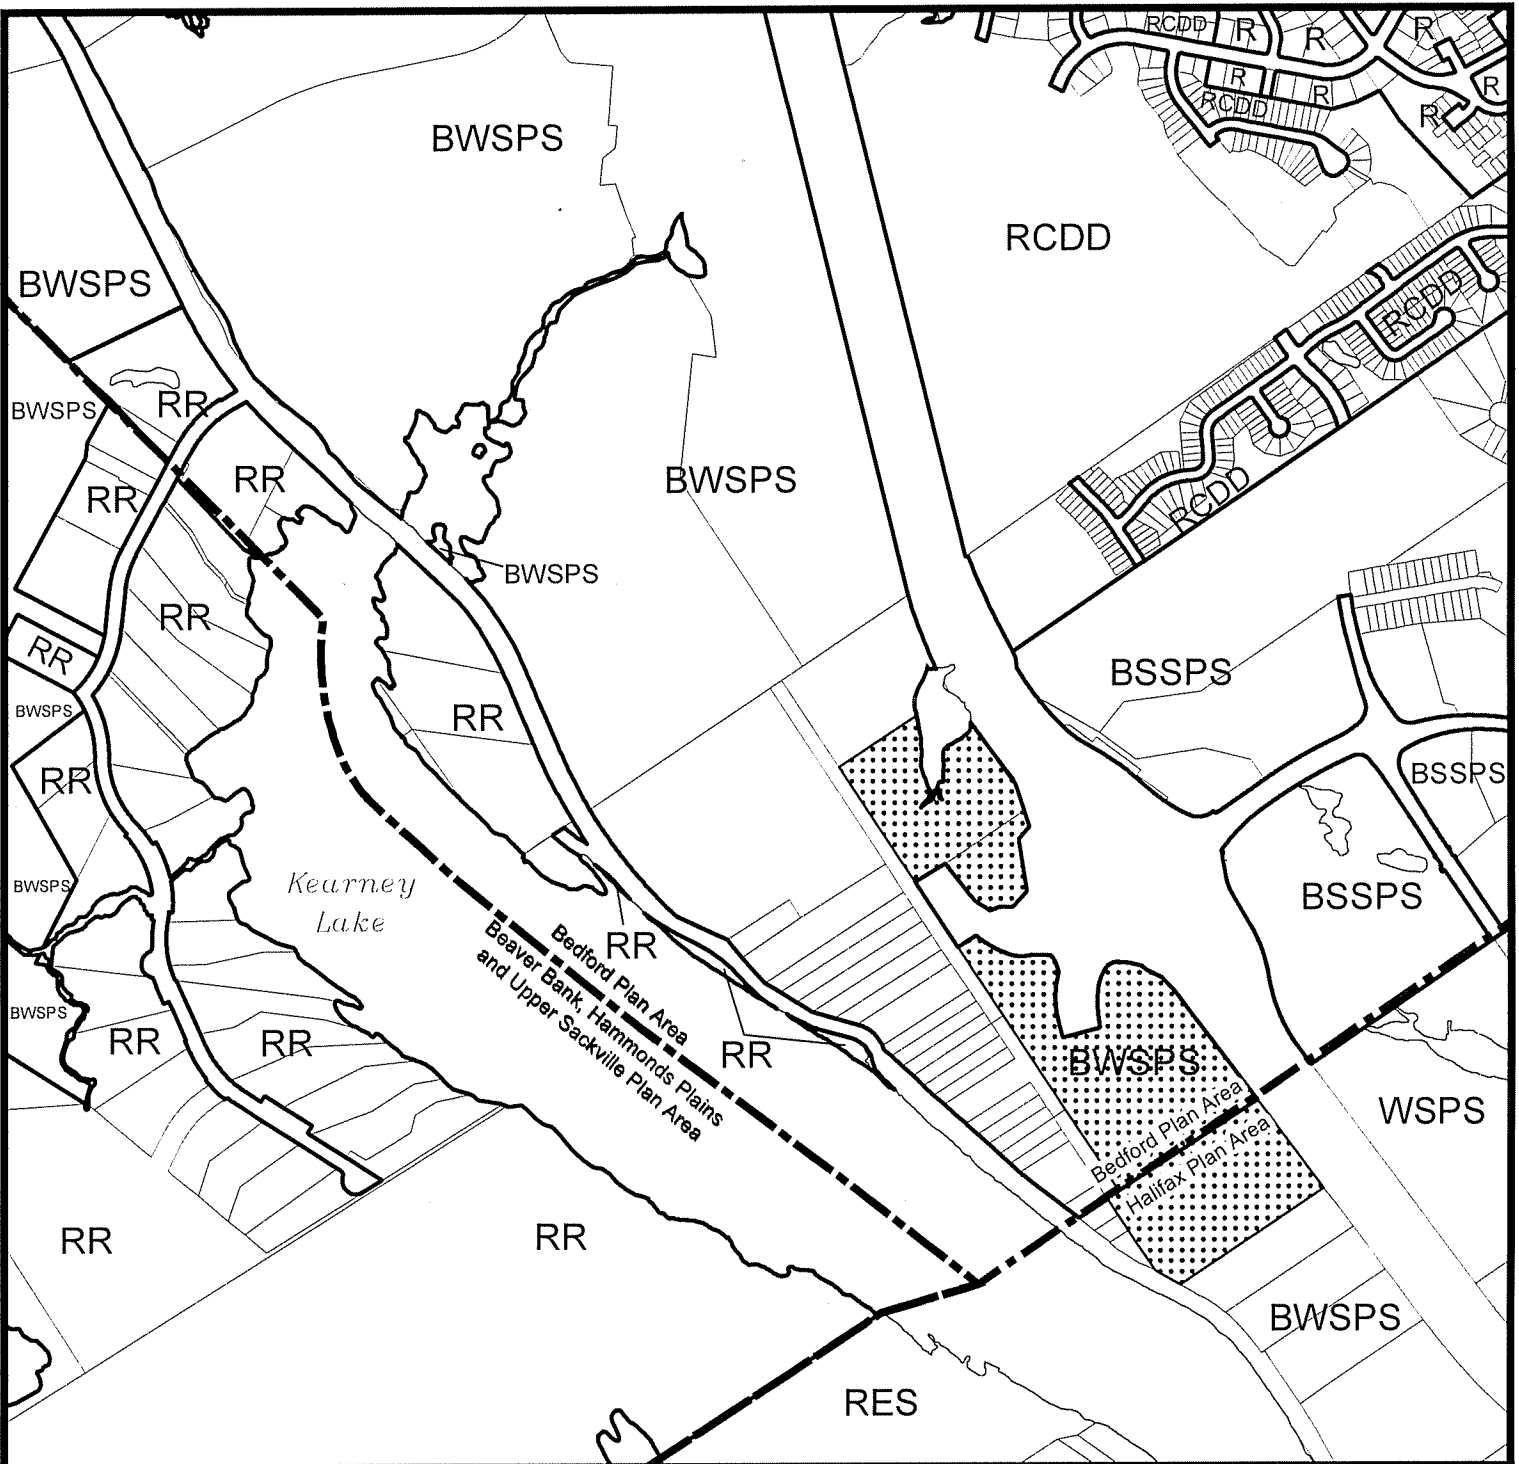 RCDD
R
R
R
R
R
R
RCDD
R
BWSPS
RCDD
BWSPS
RCDD
RR
BWSPS
BWSPS
RR
RR
RCDD
BWSPS
RR
RR
BSSPS
BWSPS
RR
RR
BSSPS
Kearney
Lake
BWSPS
BSSPS
RR
Bedford Plan Area
Beaver Bank, Hammonds Plains
and Upper Sackville Plan Area
BWSPS
RR
RR
RR
BWSPS
Bedford Plan Area
Halifax Plan Area
WSPS
RR
RR
BWSPS
RES